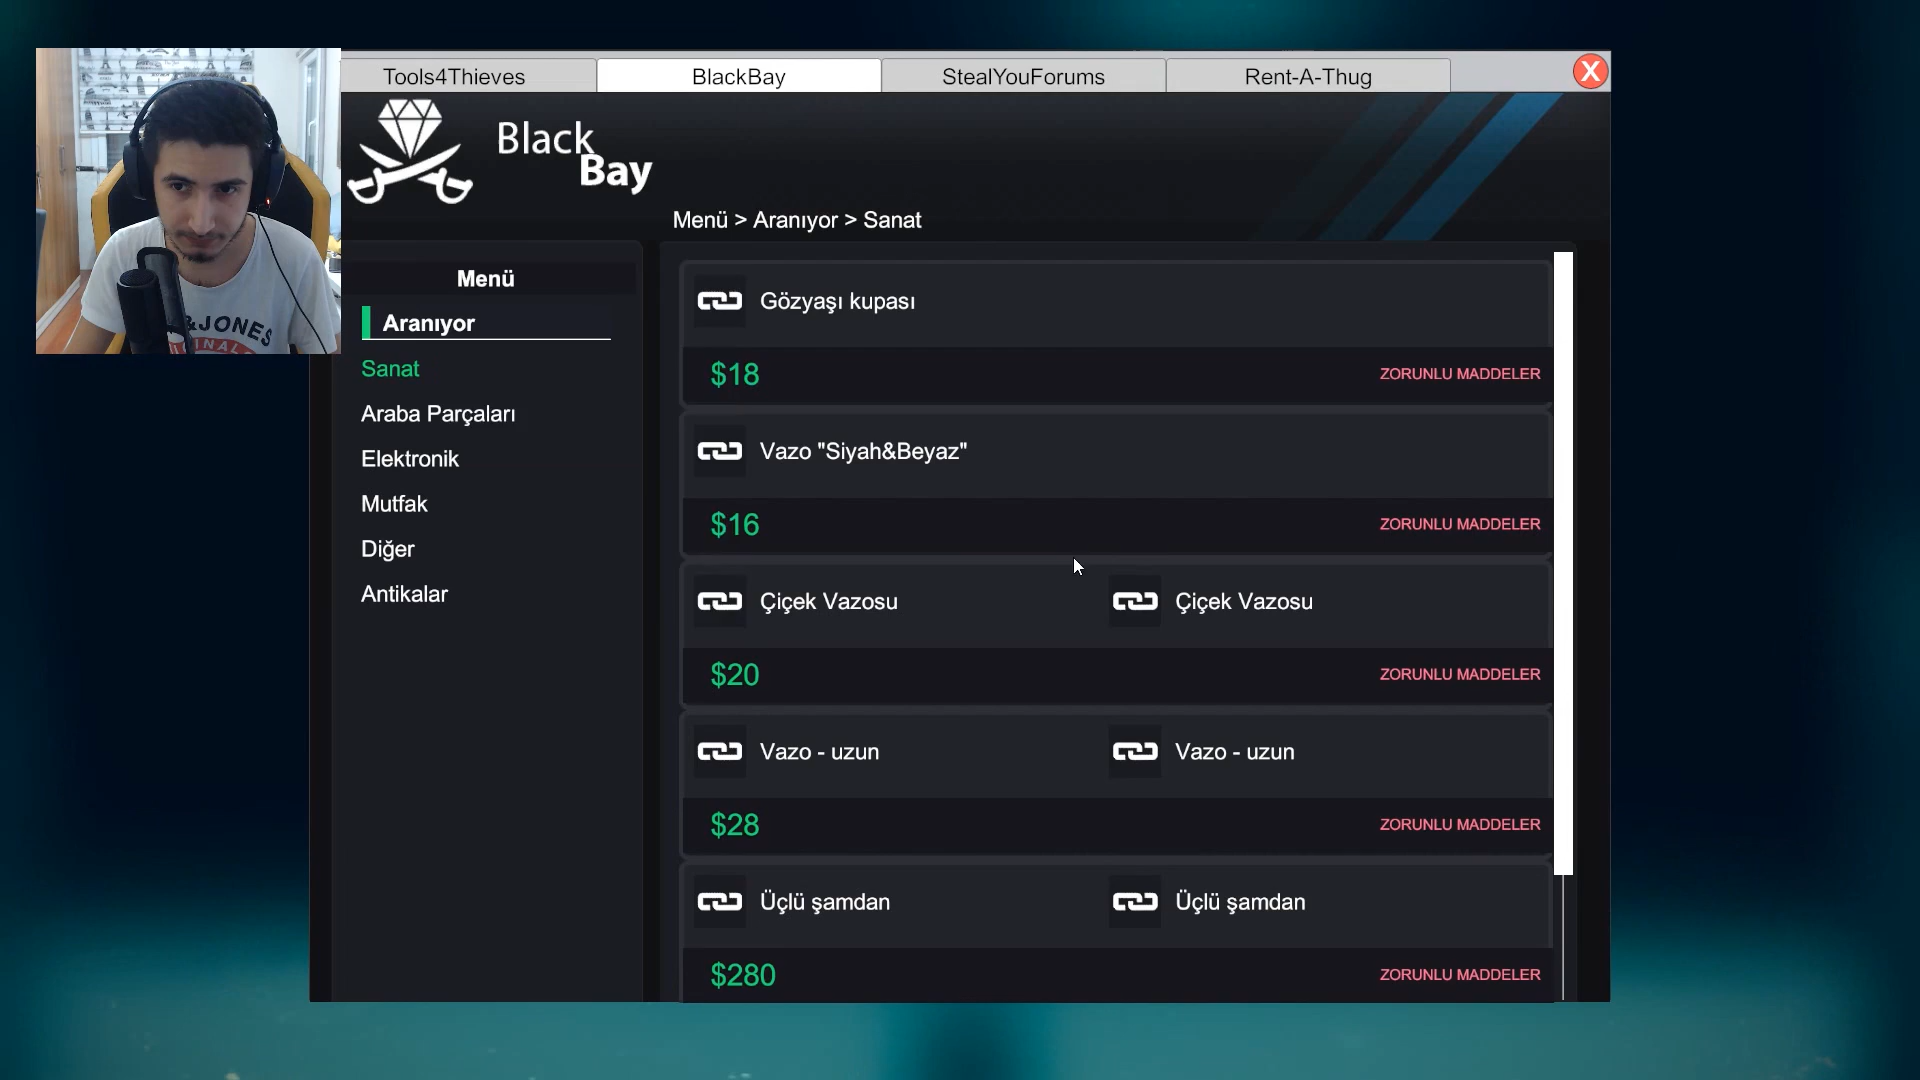 Tools4Thieves
BlackBay
StealYouForums
Rent-A-Thug
X
Black
Bay
Menü > Aranıyor > Sanat
Menü
Aranıyor
Sanat
Araba Parçaları
Elektronik
Mutfak
Diğer
Antikalar
Gözyaşı kupası
$18 ZORUNLU MADDELER
Vazo "Siyah&Beyaz"
$16 ZORUNLU MADDELER
Çiçek Vazosu Çiçek Vazosu
$20 ZORUNLU MADDELER
Vazo - uzun Vazo - uzun
$28 ZORUNLU MADDELER
Üçlü şamdan Üçlü şamdan
$280 ZORUNLU MADDELER
&JONES